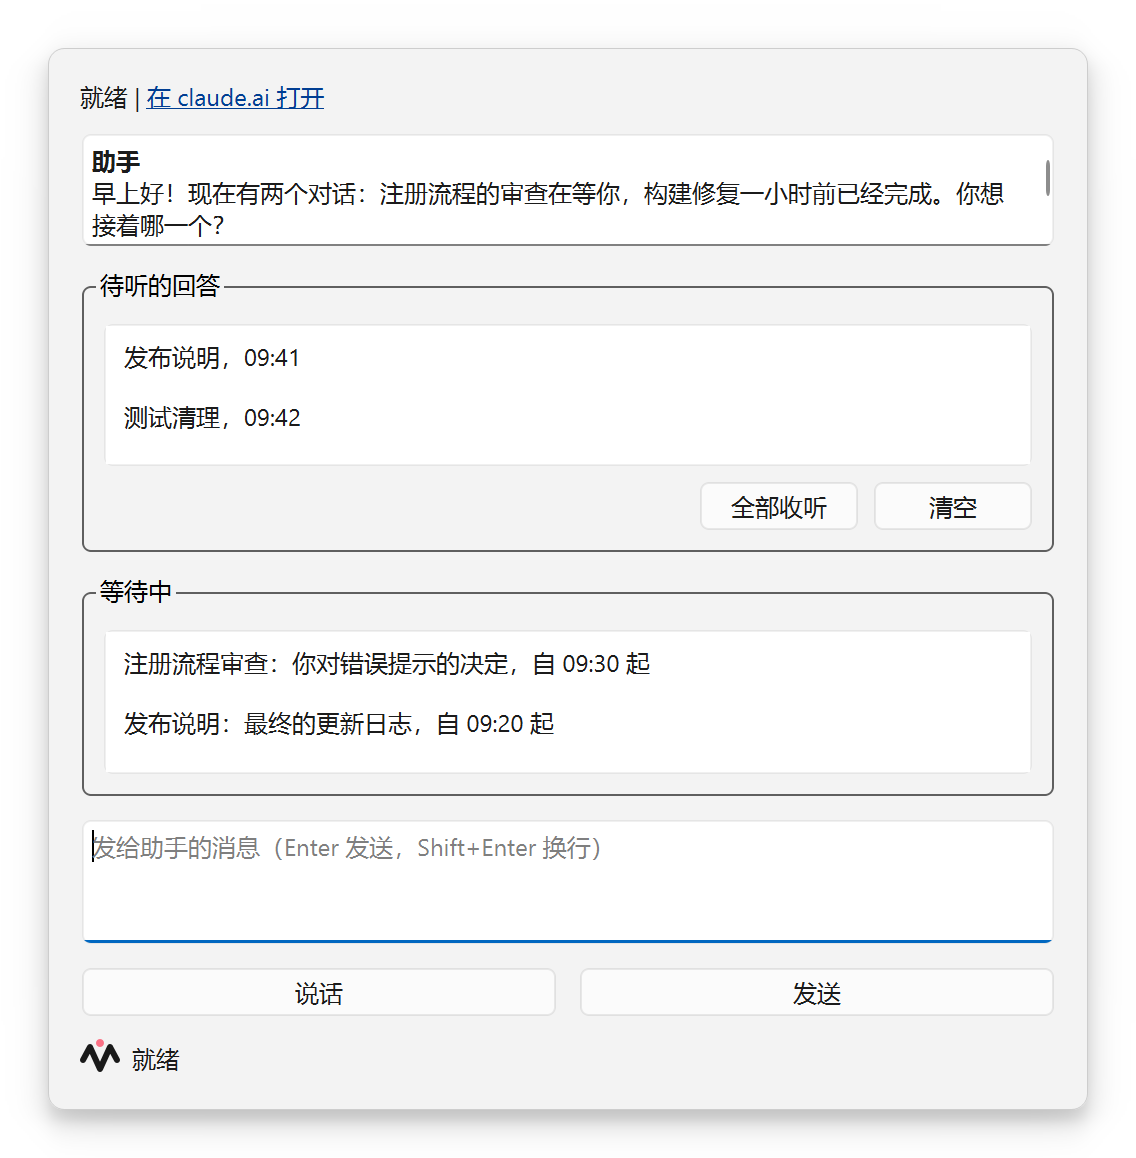 就绪 | 在 claude.ai 打开
助手
早上好！现在有两个对话：注册流程的审查在等你，构建修复一小时前已经完成。你想
接着哪一个？
待听的回答
发布说明，09:41
测试清理，09:42
全部收听
清空
等待中
注册流程审查：你对错误提示的决定，自 09:30 起
发布说明：最终的更新日志，自 09:20 起
发给助手的消息（Enter 发送，Shift+Enter 换行）
说话
发送
就绪